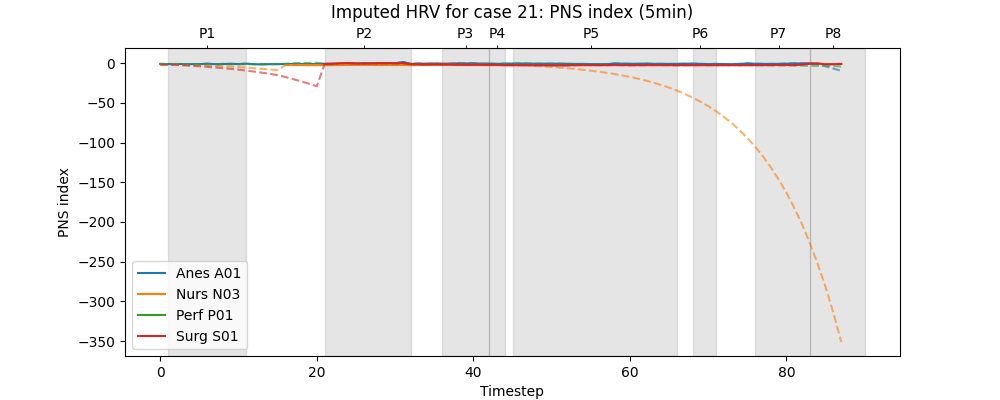 Imputed HRV for case 21: PNS index (5min)
P1 P2 P3 P4 P5 P6 P7 P8
0
−50
−100
−150
−200
−250
−300
−350
PNS index
Anes A01
Nurs N03
Perf P01
Surg S01
0 20 40 60 80
Timestep